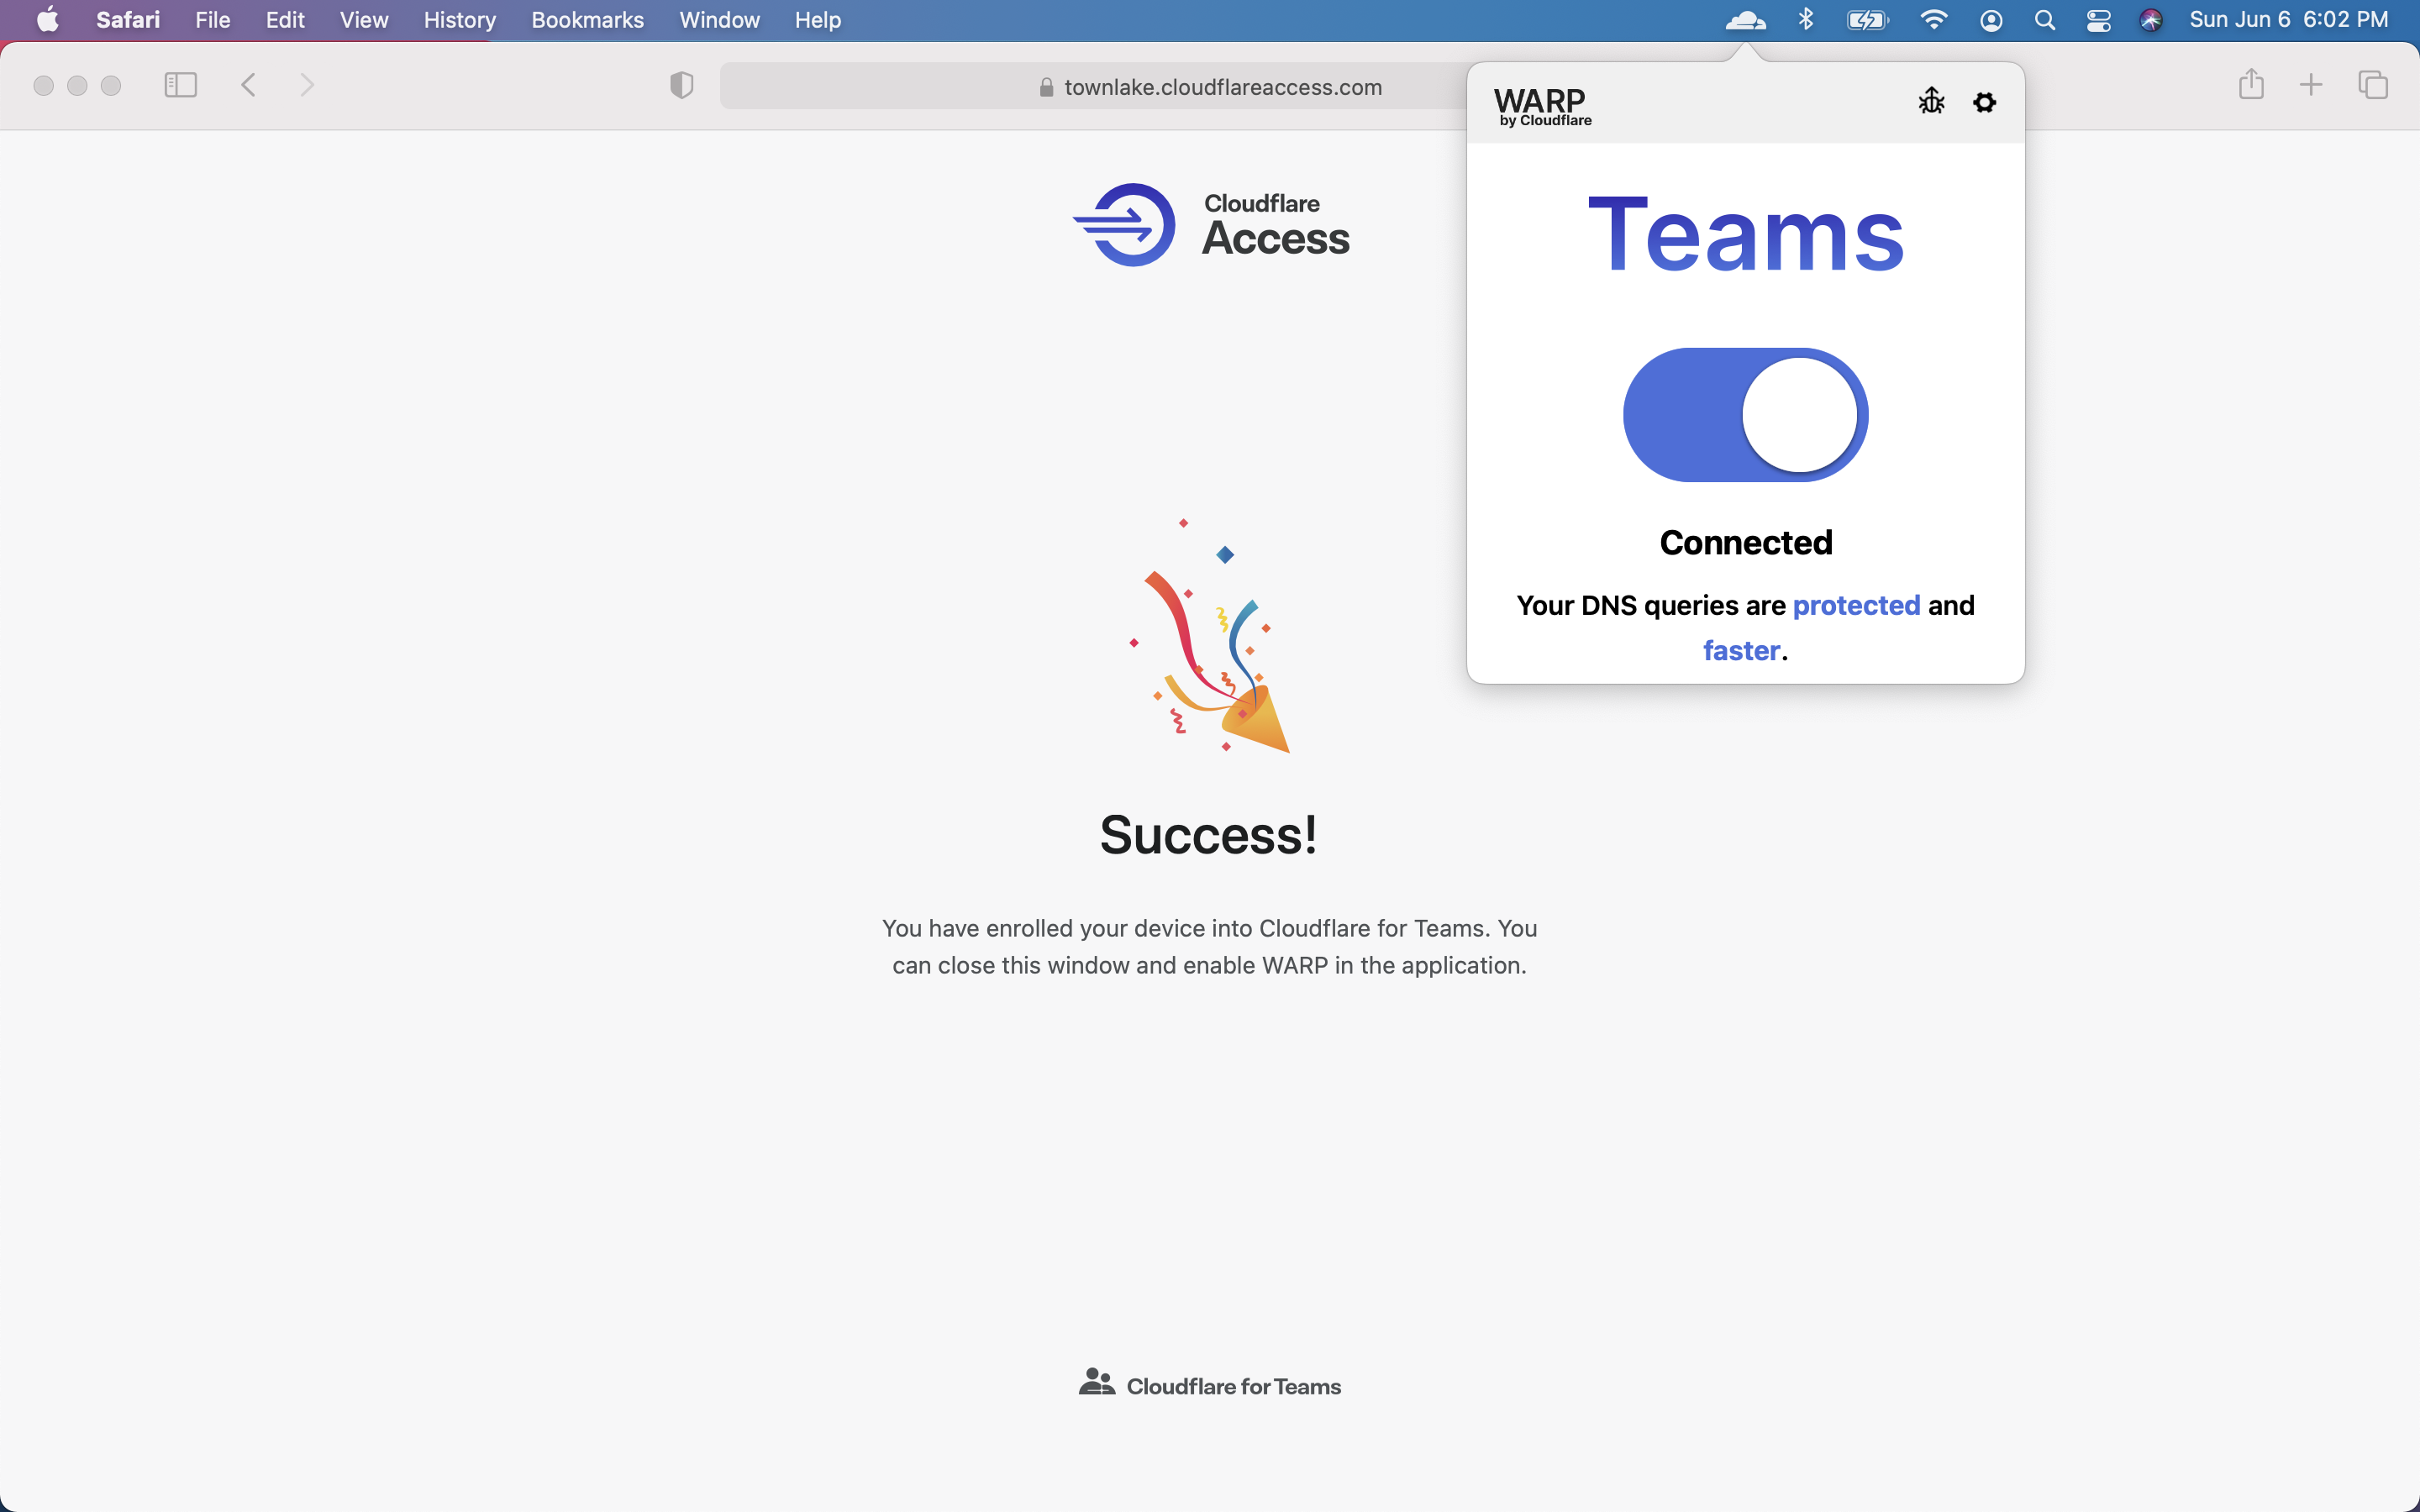 Safari File Edit View History Bookmarks Window Help Sun Jun 6 6:02 PM
townlake.cloudflareaccess.com
WARP
by Cloudflare
Cloudflare
Access
Teams
Connected
Your DNS queries are protected and
faster.
Success!
You have enrolled your device into Cloudflare for Teams. You
can close this window and enable WARP in the application.
Cloudflare for Teams